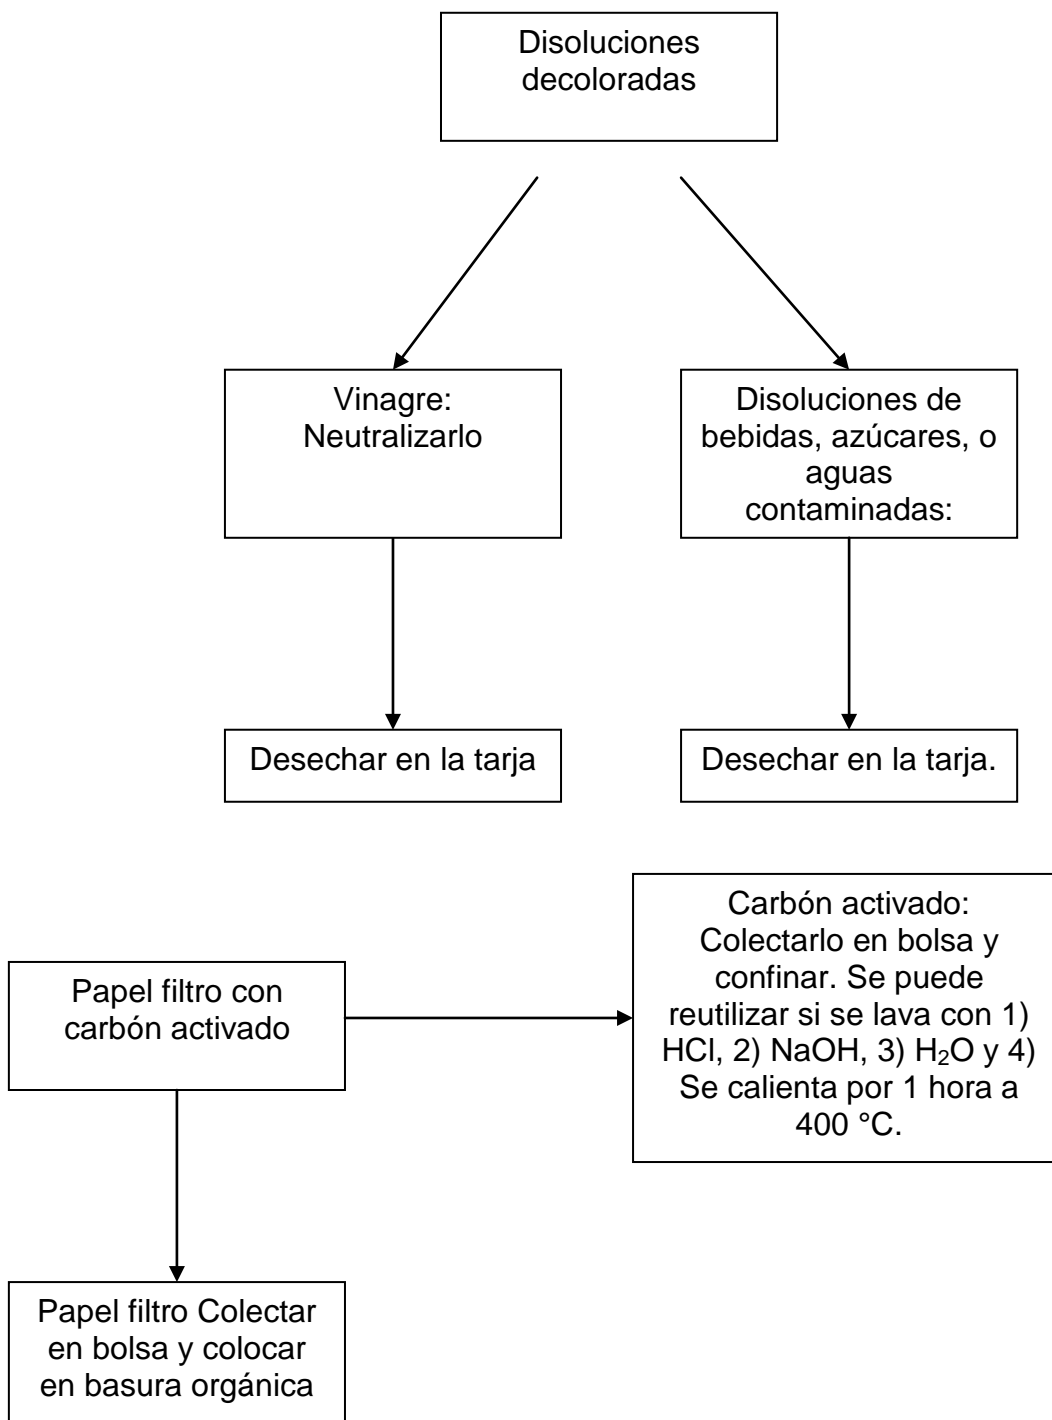 Disoluciones
decoloradas
Vinagre:
Neutralizarlo
Disoluciones de
bebidas, azúcares, o
aguas
contaminadas:
Desechar en la tarja
Desechar en la tarja.
Papel filtro con
carbón activado
Carbón activado:
Colectarlo en bolsa y
confinar. Se puede
reutilizar si se lava con 1)
HCl, 2) NaOH, 3) H₂O y 4)
Se calienta por 1 hora a
400 °C.
Papel filtro Colectar
en bolsa y colocar
en basura orgánica